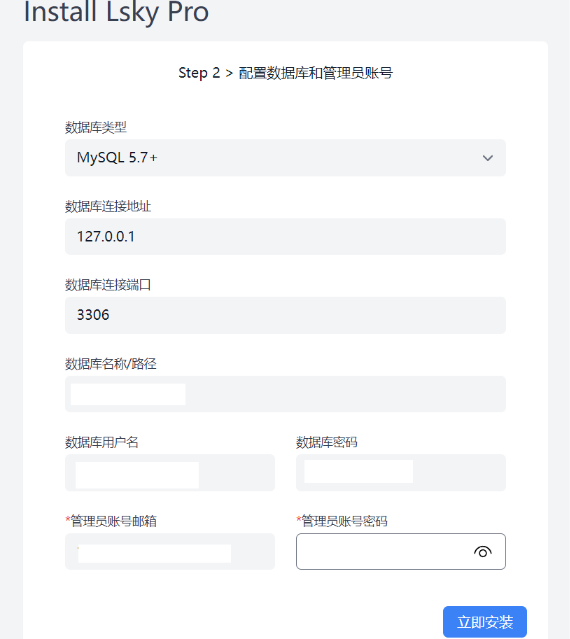 Install Lsky Pro
Step 2 > 配置数据库和管理员账号
数据库类型
MySQL 5.7+
数据库连接地址
127.0.0.1
数据库连接端口
3306
数据库名称/路径
数据库用户名
数据库密码
*管理员账号邮箱
*管理员账号密码
立即安装